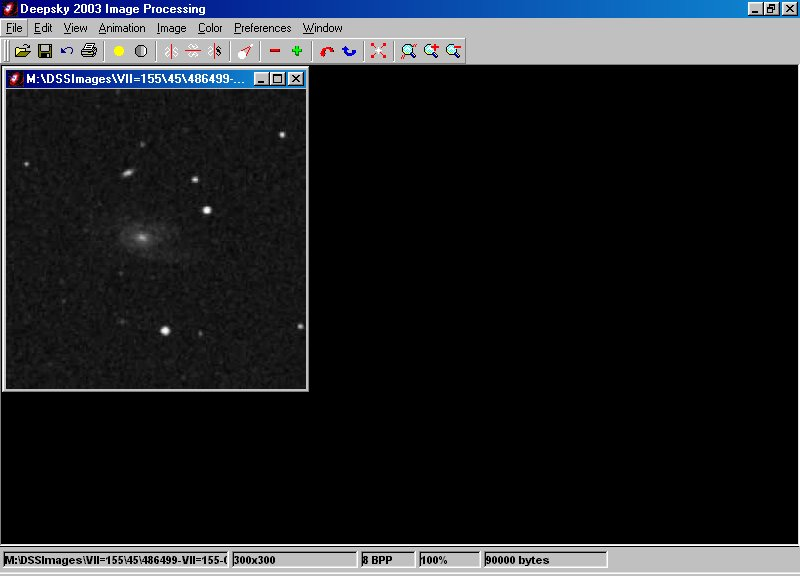 Deepsky 2003 Image Processing
File Edit View Animation Image Color Preferences Window
M:\DSSImages\VII=155\45\486499-...
M:\DSSImages\VII=155\45\486499-VII=155-( 300x300 8 BPP 100% 90000 bytes